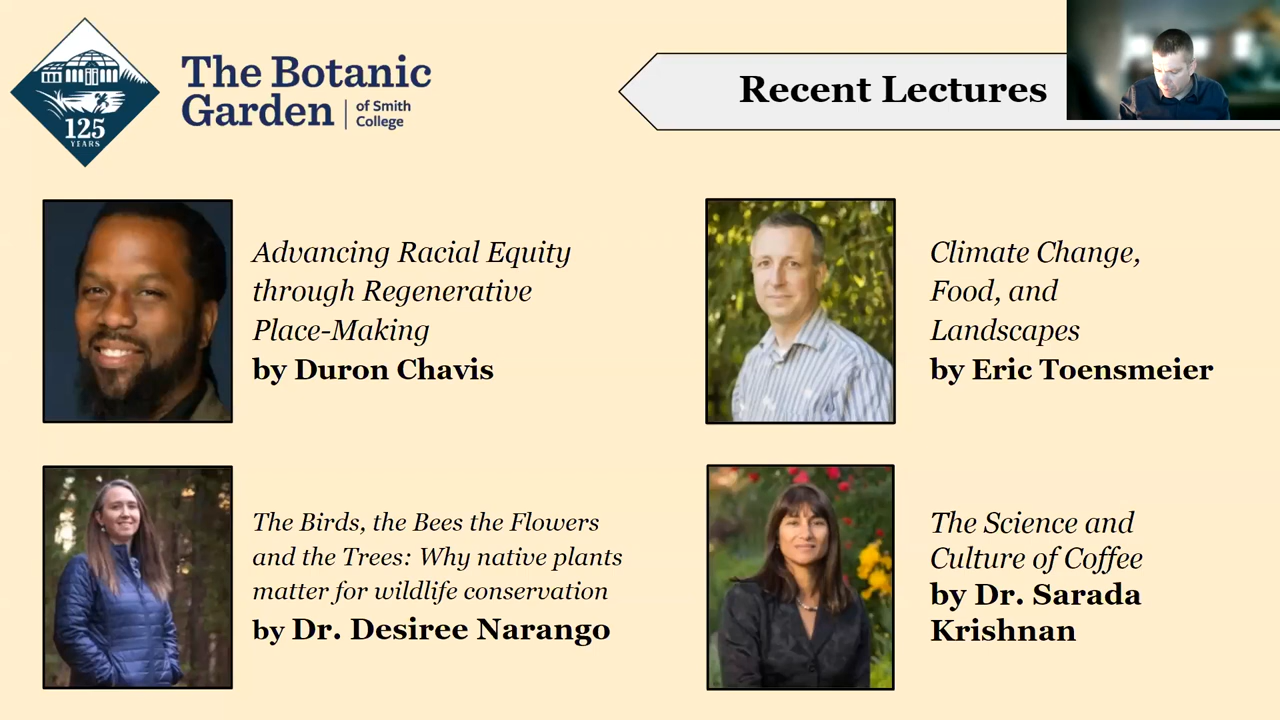 125
YEARS
The Botanic
Garden
of Smith
College
Recent Lectures
Advancing Racial Equity
through Regenerative
Place-Making
by Duron Chavis
Climate Change,
Food, and
Landscapes
by Eric Toensmeier
The Birds, the Bees the Flowers
and the Trees: Why native plants
matter for wildlife conservation
by Dr. Desiree Narango
The Science and
Culture of Coffee
by Dr. Sarada
Krishnan